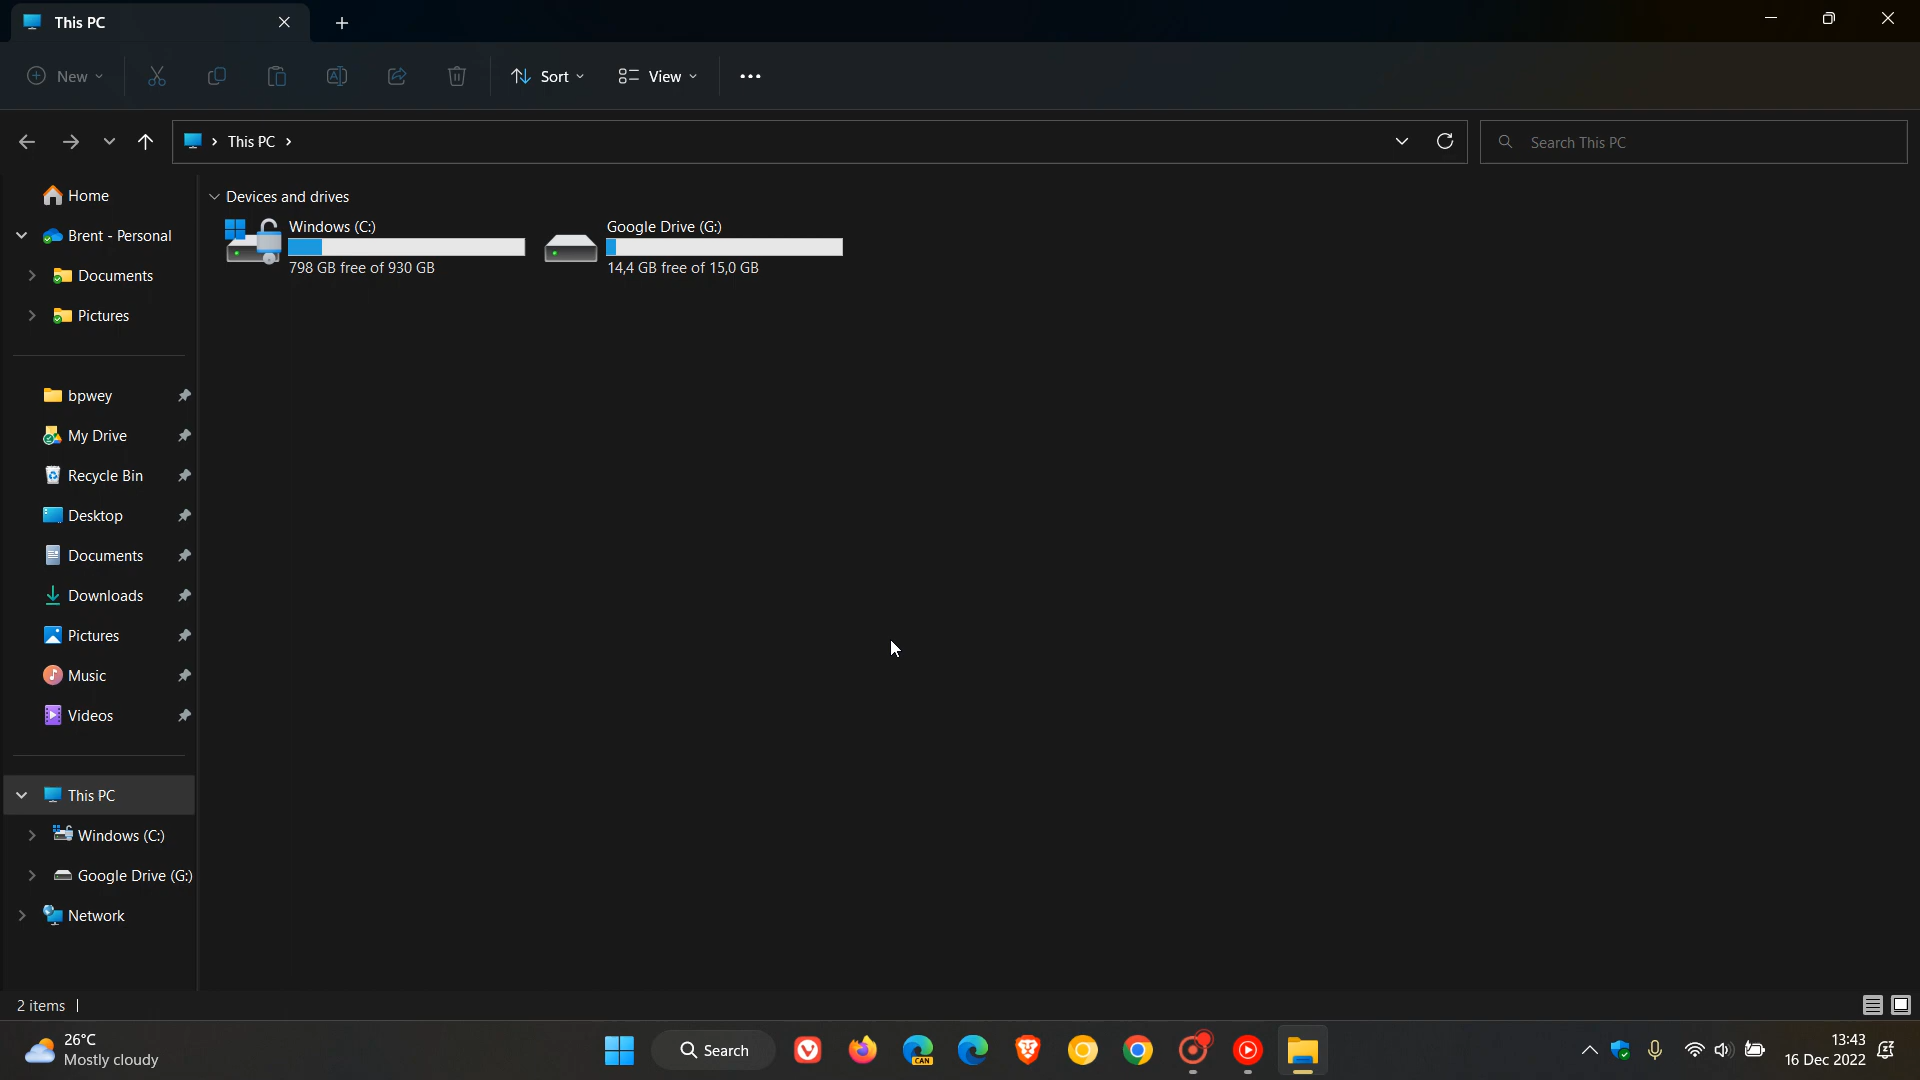 This PC
New
Sort
View
This PC
Search This PC
Home
Brent - Personal
Documents
Pictures
bpwey
My Drive
Recycle Bin
Desktop
Documents
Downloads
Pictures
Music
Videos
This PC
Windows (C:)
Google Drive (G:)
Network
Devices and drives
Windows (C:)
798 GB free of 930 GB
Google Drive (G:)
14,4 GB free of 15,0 GB
2 items
26°C
Mostly cloudy
Search
CAN
13:43
16 Dec 2022